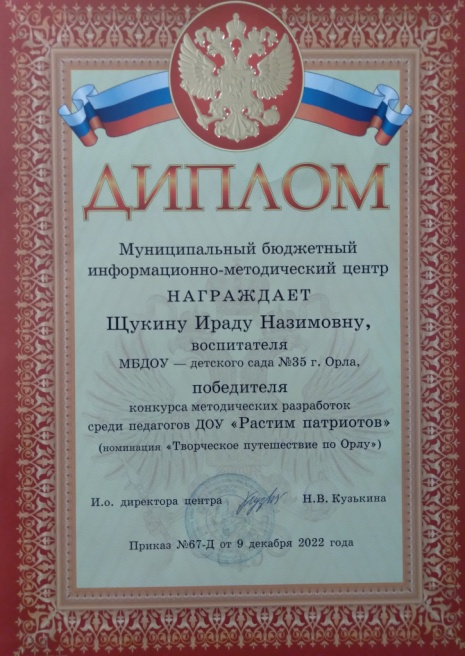 ДИПЛОМ
Муниципальный бюджетный
информационно-методический центр
НАГРАЖДАЕТ
Щукину Ираду Назимовну,
воспитателя
МБДОУ — детского сада №35 г. Орла,
победителя
конкурса методических разработок
среди педагогов ДОУ «Растим патриотов»
(номинация «Творческое путешествие по Орлу»)
И.о. директора центра Н.В. Кузькина
Приказ №67-Д от 9 декабря 2022 года